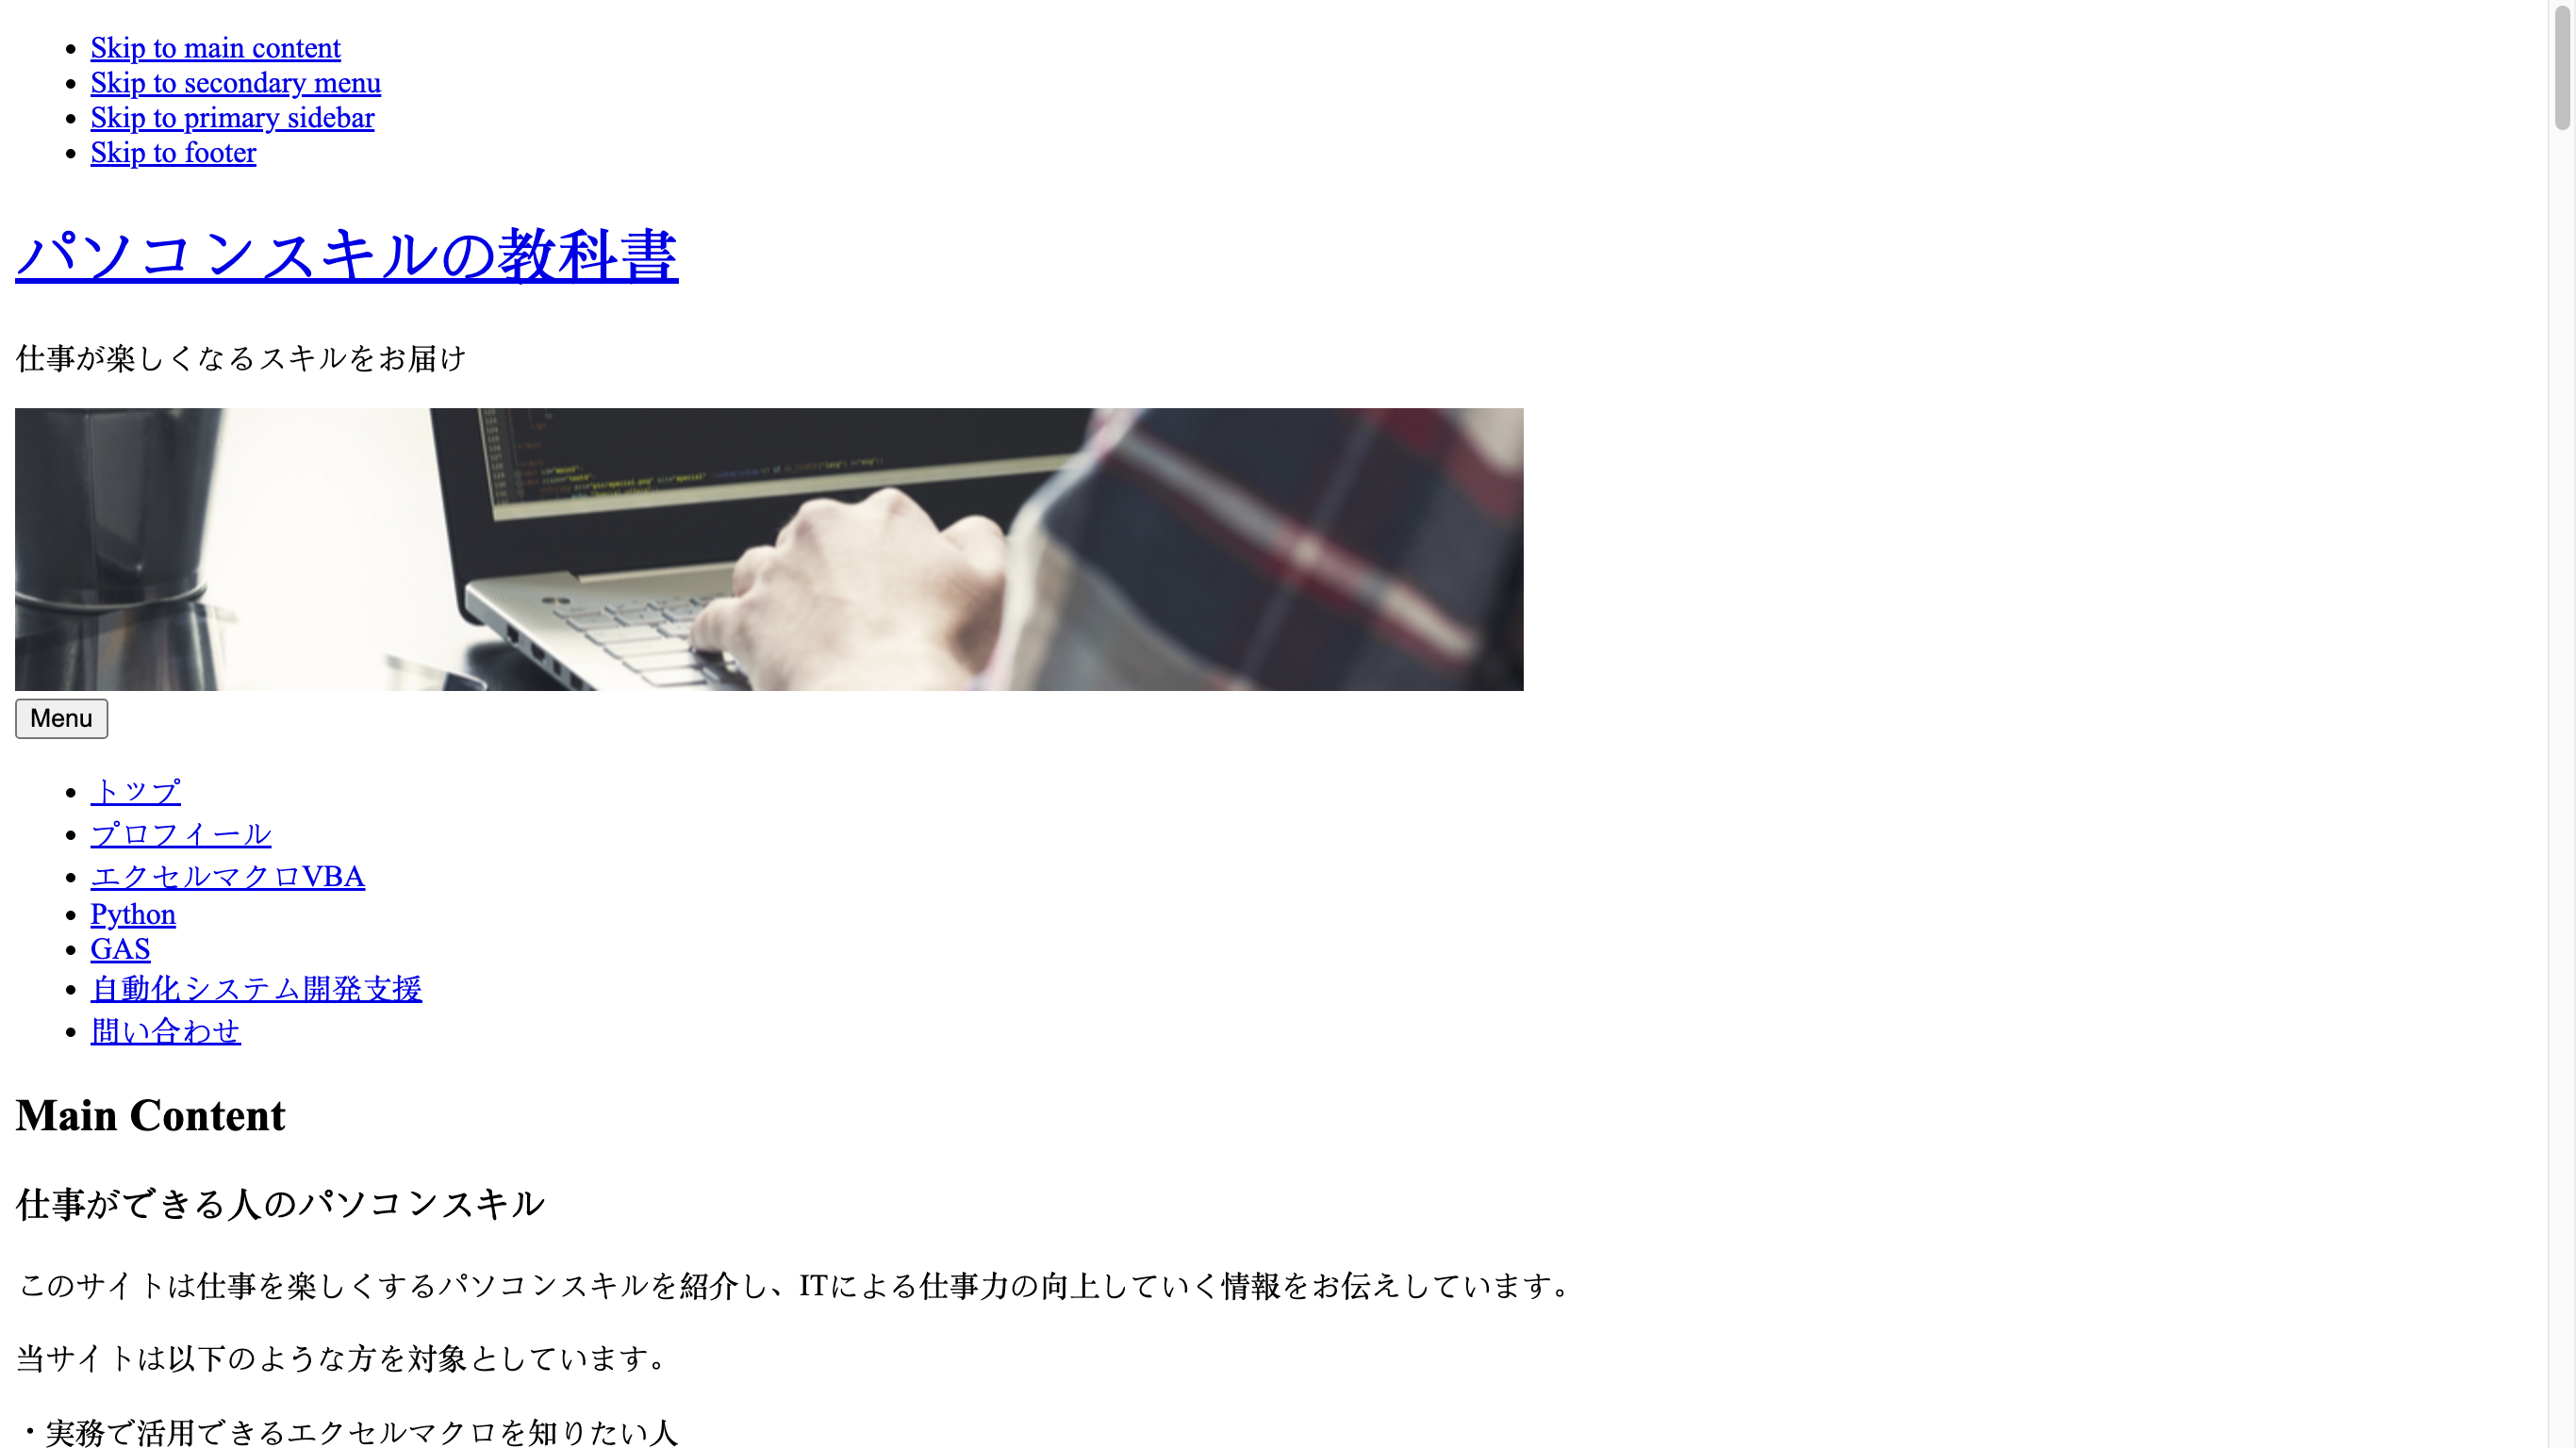 Skip to main content
Skip to secondary menu
Skip to primary sidebar
Skip to footer
パソコンスキルの教科書
仕事が楽しくなるスキルをお届け
Menu
トップ
プロフィール
エクセルマクロVBA
Python
GAS
自動化システム開発支援
問い合わせ
Main Content
仕事ができる人のパソコンスキル
このサイトは仕事を楽しくするパソコンスキルを紹介し、ITによる仕事力の向上していく情報をお伝えしています。
当サイトは以下のような方を対象としています。
・実務で活用できるエクセルマクロを知りたい人